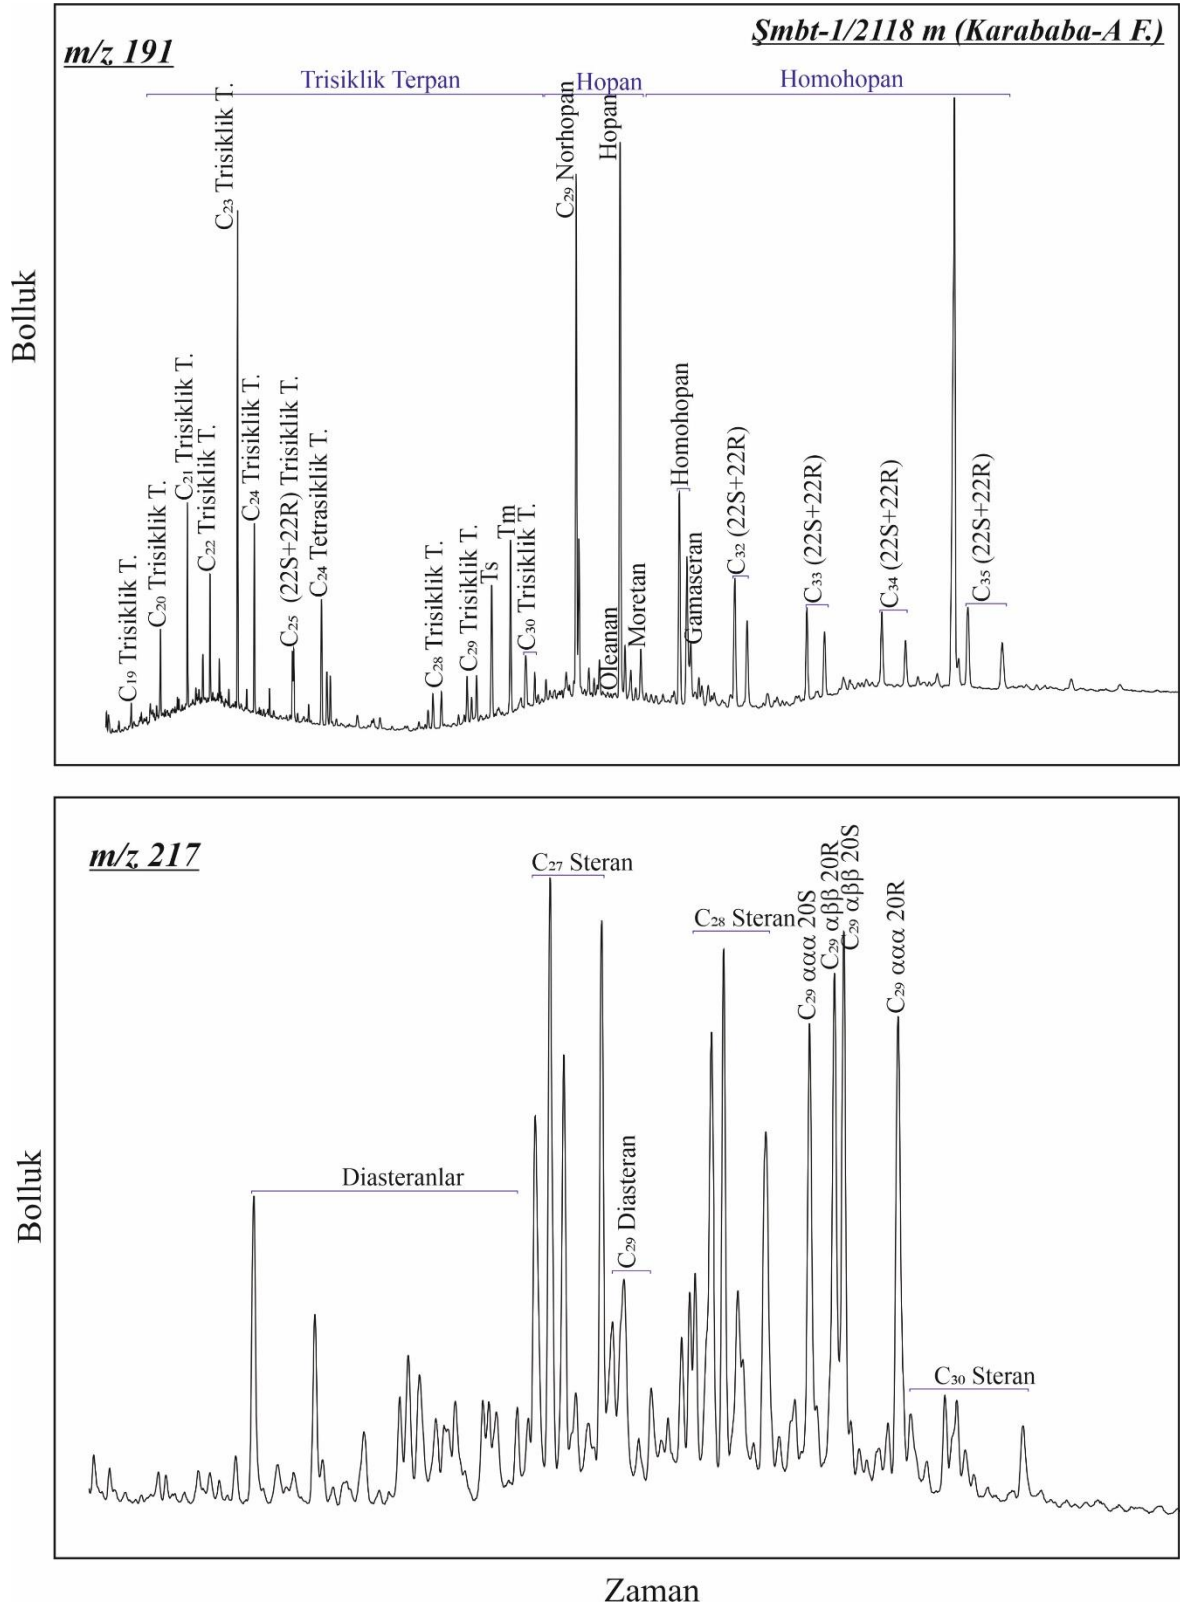 Şmbt-1/2118 m (Karababa-A F.)
m/z 191
Trisiklik Terpan
Hopan
Homohopan
Bolluk
C₁₉ Trisiklik T.
C₂₀ Trisiklik T.
C₂₁ Trisiklik T.
C₂₂ Trisiklik T.
C₂₃ Trisiklik T.
C₂₄ Trisiklik T.
C₂₅ (22S+22R) Trisiklik T.
C₂₄ Tetrasiklik T.
C₂₈ Trisiklik T.
C₂₉ Trisiklik T.
Ts
Tm
C₃₀ Trisiklik T.
C₂₉ Norhopan
Oleanan
Hopan
Moretan
Homohopan
Gamaseran
C₃₂ (22S+22R)
C₃₃ (22S+22R)
C₃₄ (22S+22R)
C₃₅ (22S+22R)
m/z 217
Bolluk
Diasteranlar
C₂₇ Steran
C₂₉ Diasteran
C₂₈ Steran
C₂₉ ααα 20S
C₂₉ αββ 20R
C₂₉ αββ 20S
C₂₉ ααα 20R
C₃₀ Steran
Zaman